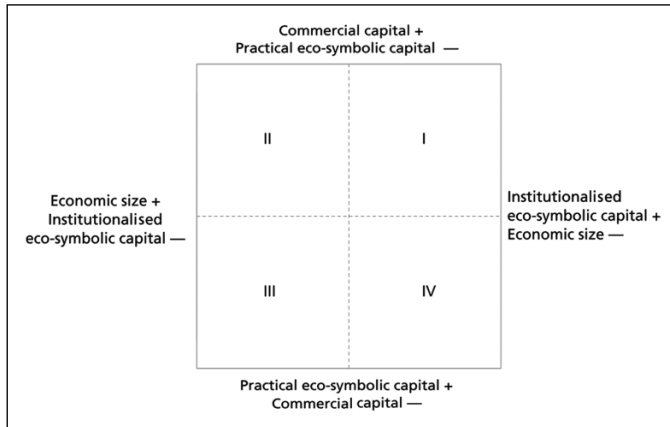 Commercial capital +
Practical eco-symbolic capital —
II
I
Economic size +
Institutionalised
eco-symbolic capital —
Institutionalised
eco-symbolic capital +
Economic size —
III
IV
Practical eco-symbolic capital +
Commercial capital —